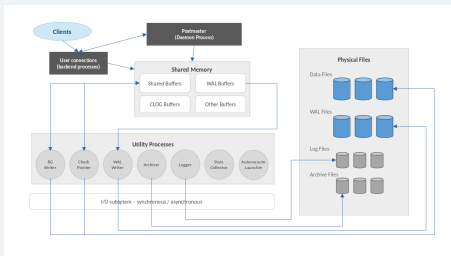 Clients
Postmaster
(Daemon Process)
User connections
(backend processes)
Shared Memory
Shared Buffers
WAL Buffers
CLOG Buffers
Other Buffers
Physical Files
Data Files
WAL Files
Log Files
Archive Files
Utility Processes
BG
Writer
Check
Pointer
WAL
Writer
Archiver
Logger
Stats
Collector
Autovacuum
Launcher
I/O subsytem – synchronous / asynchronous